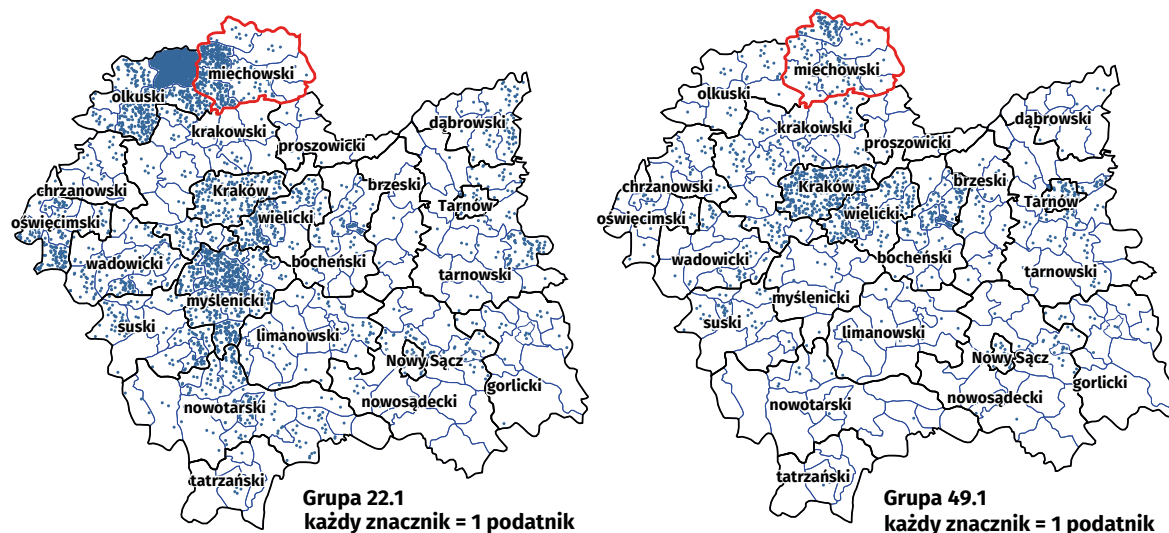 miechowski
olkuski
krakowski
proszowicki
dąbrowski
chrzanowski
Kraków
brzeski
oświęcimski
wielicki
Tarnów
wadowicki
bocheński
tarnowski
myślenicki
suski
limanowski
Nowy Sącz
gorlicki
nowotarski
nowosądecki
tatrzański
Grupa 22.1
każdy znacznik = 1 podatnik
miechowski
olkuski
krakowski
proszowicki
dąbrowski
chrzanowski
Kraków
brzeski
oświęcimski
wielicki
Tarnów
wadowicki
bocheński
tarnowski
myślenicki
suski
limanowski
Nowy Sącz
gorlicki
nowotarski
nowosądecki
tatrzański
Grupa 49.1
każdy znacznik = 1 podatnik